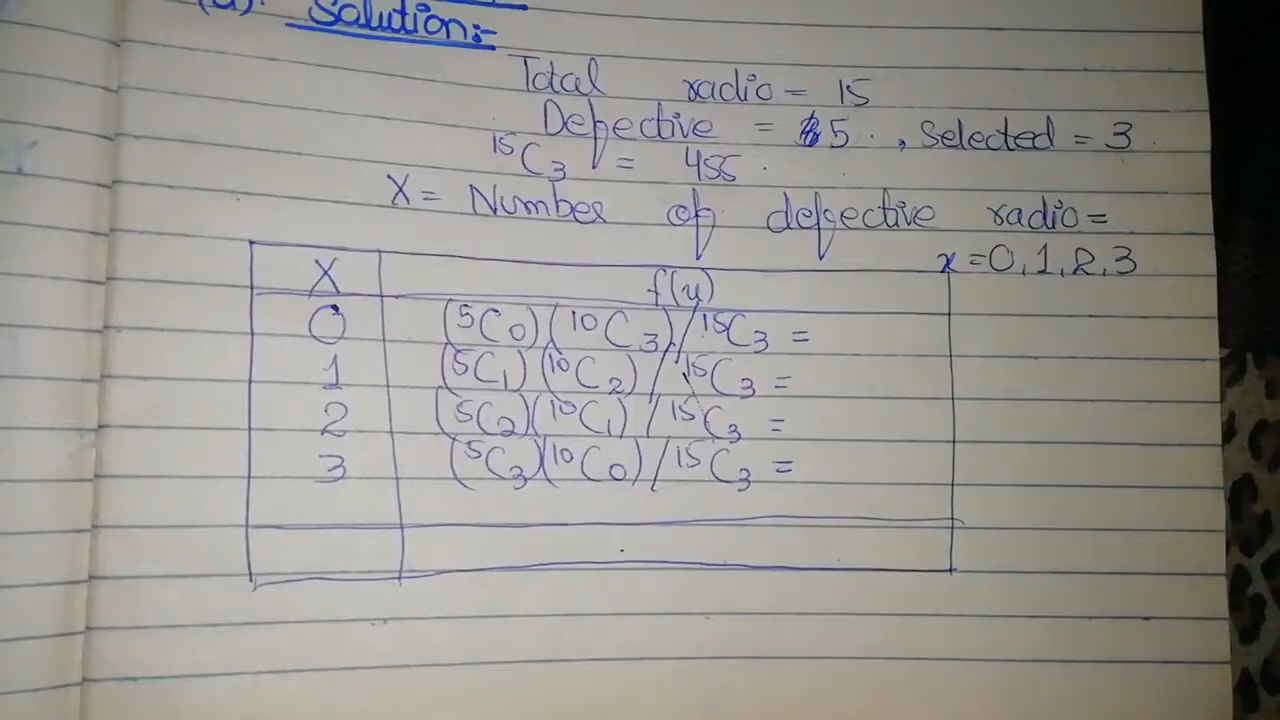 (a). Solution:-
Total radio = 15
Defective = 5. , Selected = 3
¹⁵C₃ = 455.
X = Number of defective radio =
x = 0, 1, 2, 3
X f(x)
0 (⁵C₀)(¹⁰C₃)/¹⁵C₃ =
1 (⁵C₁)(¹⁰C₂)/¹⁵C₃ =
2 (⁵C₂)(¹⁰C₁)/¹⁵C₃ =
3 (⁵C₃)(¹⁰C₀)/¹⁵C₃ =